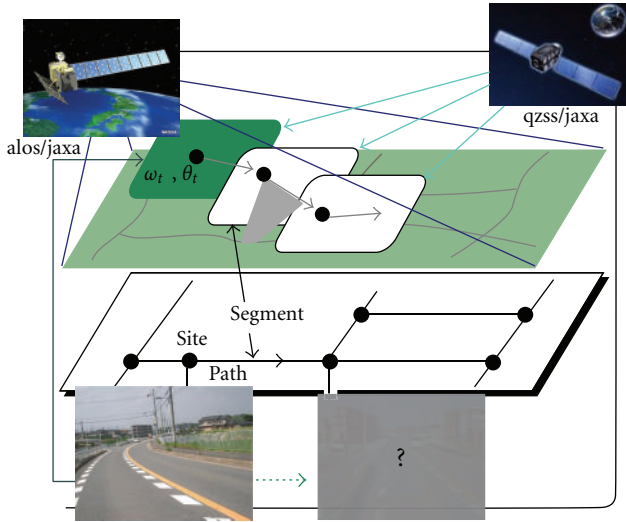 alos/jaxa
qzss/jaxa
ω_t , θ_t
Segment
Site
Path
?